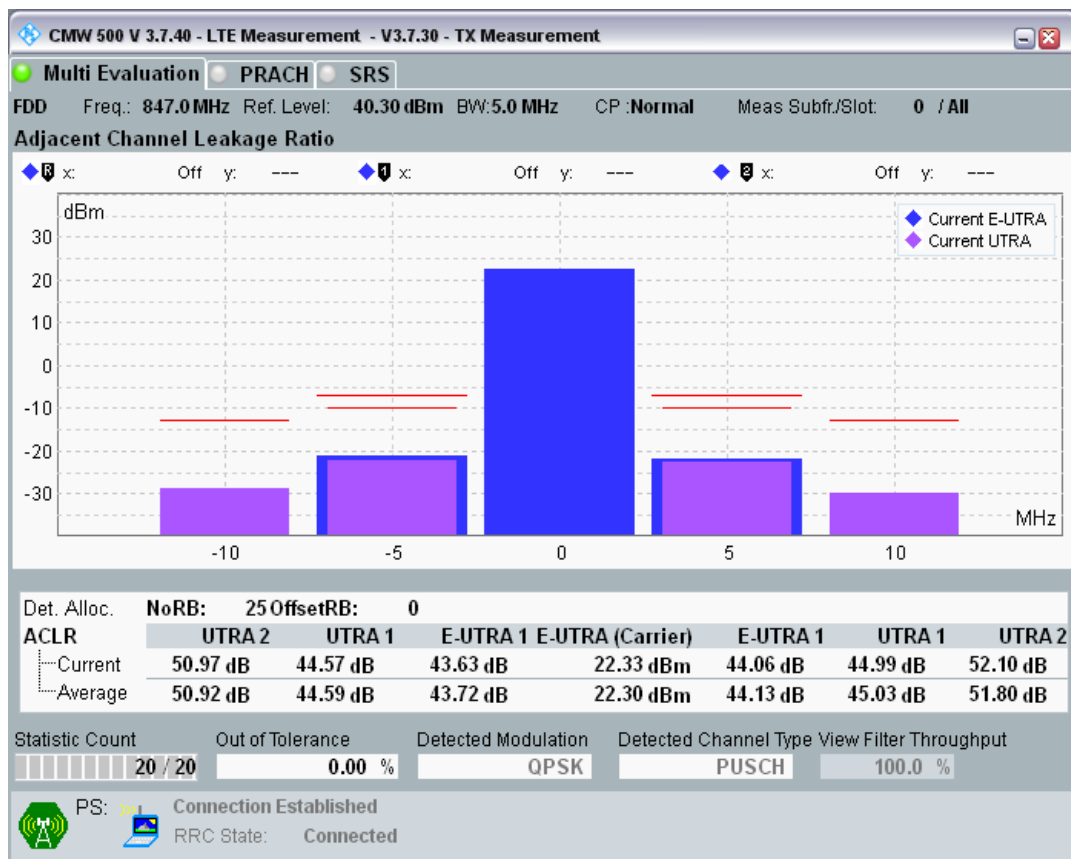 CMW 500 V 3.7.40 - LTE Measurement - V3.7.30 - TX Measurement
Multi Evaluation PRACH SRS
FDD Freq.: 847.0 MHz Ref. Level: 40.30 dBm BW:5.0 MHz CP :Normal Meas Subfr./Slot: 0 / All
Adjacent Channel Leakage Ratio
R x: Off y: --- 1 x: Off y: --- 2 x: Off y: ---
dBm
Current E-UTRA
Current UTRA
30
20
10
0
-10
-20
-30
MHz
-10 -5 0 5 10
Det. Alloc. NoRB: 25 OffsetRB: 0
ACLR UTRA 2 UTRA 1 E-UTRA 1 E-UTRA (Carrier) E-UTRA 1 UTRA 1 UTRA 2
Current 50.97 dB 44.57 dB 43.63 dB 22.33 dBm 44.06 dB 44.99 dB 52.10 dB
Average 50.92 dB 44.59 dB 43.72 dB 22.30 dBm 44.13 dB 45.03 dB 51.80 dB
Statistic Count Out of Tolerance Detected Modulation Detected Channel Type View Filter Throughput
20 / 20 0.00 % QPSK PUSCH 100.0 %
PS: Connection Established
RRC State: Connected